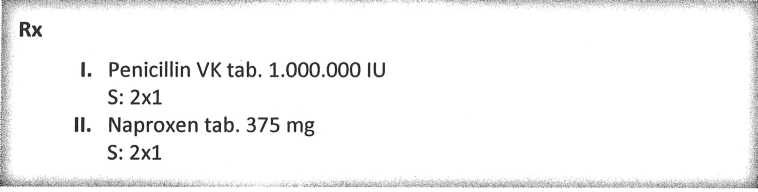 Rx
I. Penicillin VK tab. 1.000.000 IU
S: 2x1
II. Naproxen tab. 375 mg
S: 2x1